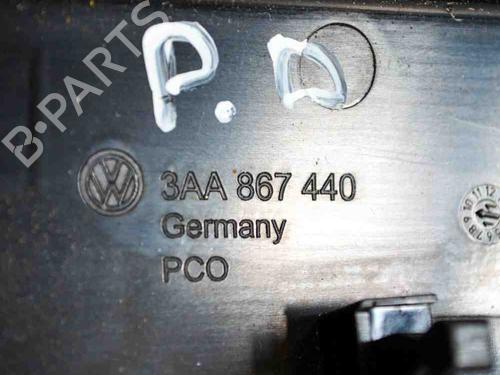 P.D
B-PARTS
3AA 867 440
Germany
PCO